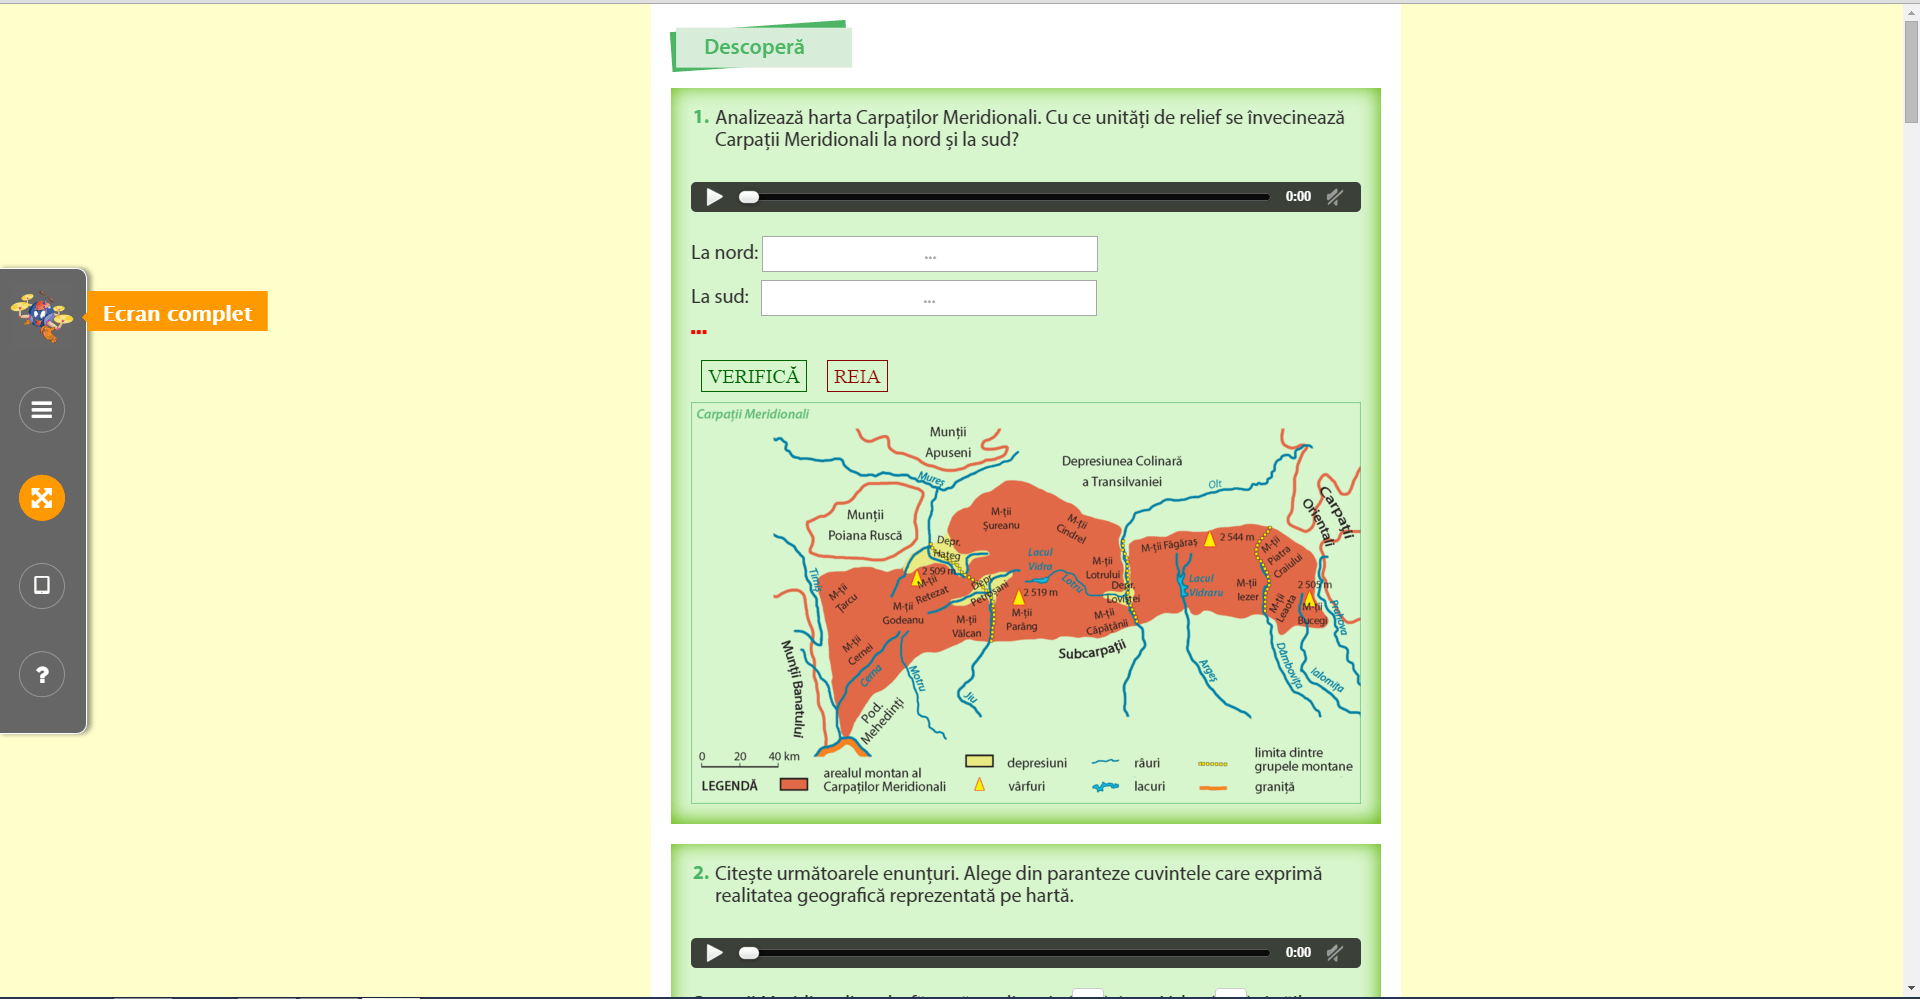 Descoperă
1. Analizează harta Carpaților Meridionali. Cu ce unități de relief se învecinează
Carpații Meridionali la nord și la sud?
0:00
La nord: ...
La sud: ...
...
VERIFICĂ REIA
Ecran complet
?
Carpații Meridionali
Munții
Apuseni
Depresiunea Colinară
a Transilvaniei
Mureș
Olt
Carpații
Orientali
Munții
Poiana Ruscă
M-ții
Șureanu
M-ții
Cindrel
Depr.
Hațeg
Lacul
Vidra
M-ții
Lotrului
Lotru
M-ții Făgăraș
2 544 m
M-ții
Piatra
Craiului
Timiș
M-ții
Țarcu
2 509 m
M-ții
Retezat
Depr.
Petroșani
2 519 m
Depr.
Loviștei
Lacul
Vidraru
M-ții
Iezer
M-ții
Leaota
2 505 m
M-ții
Bucegi
Prahova
M-ții
Godeanu
M-ții
Vâlcan
M-ții
Parâng
M-ții
Căpățânii
M-ții
Cernei
Cerna
Motru
Jiu
Subcarpații
Argeș
Dâmbovița
Ialomița
Munții Banatului
Pod.
Mehedinți
0 20 40 km
LEGENDĂ
arealul montan al
Carpaților Meridionali
depresiuni
vârfuri
râuri
lacuri
limita dintre
grupele montane
graniță
2. Citește următoarele enunțuri. Alege din paranteze cuvintele care exprimă
realitatea geografică reprezentată pe hartă.
0:00